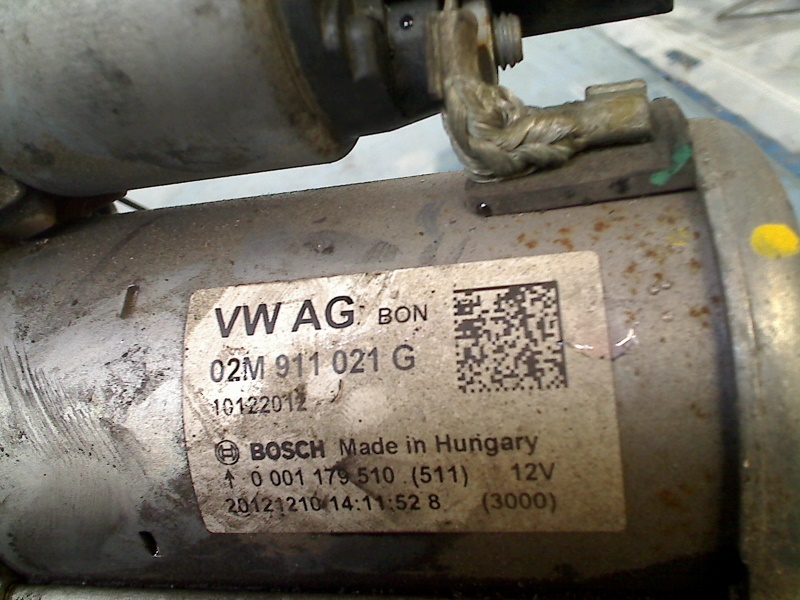 VW AG BON
02M 911 021 G
10122012
BOSCH Made in Hungary
↑ 0 001 179 510 (511) 12V
20121210 14:11:52 8 (3000)